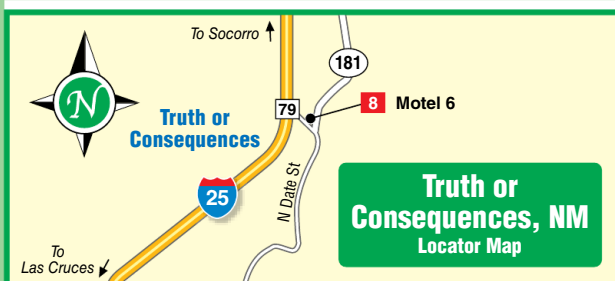 To Socorro
181
N
79
8 Motel 6
Truth or
Consequences
25
N Date St
Truth or
Consequences, NM
Locator Map
To
Las Cruces